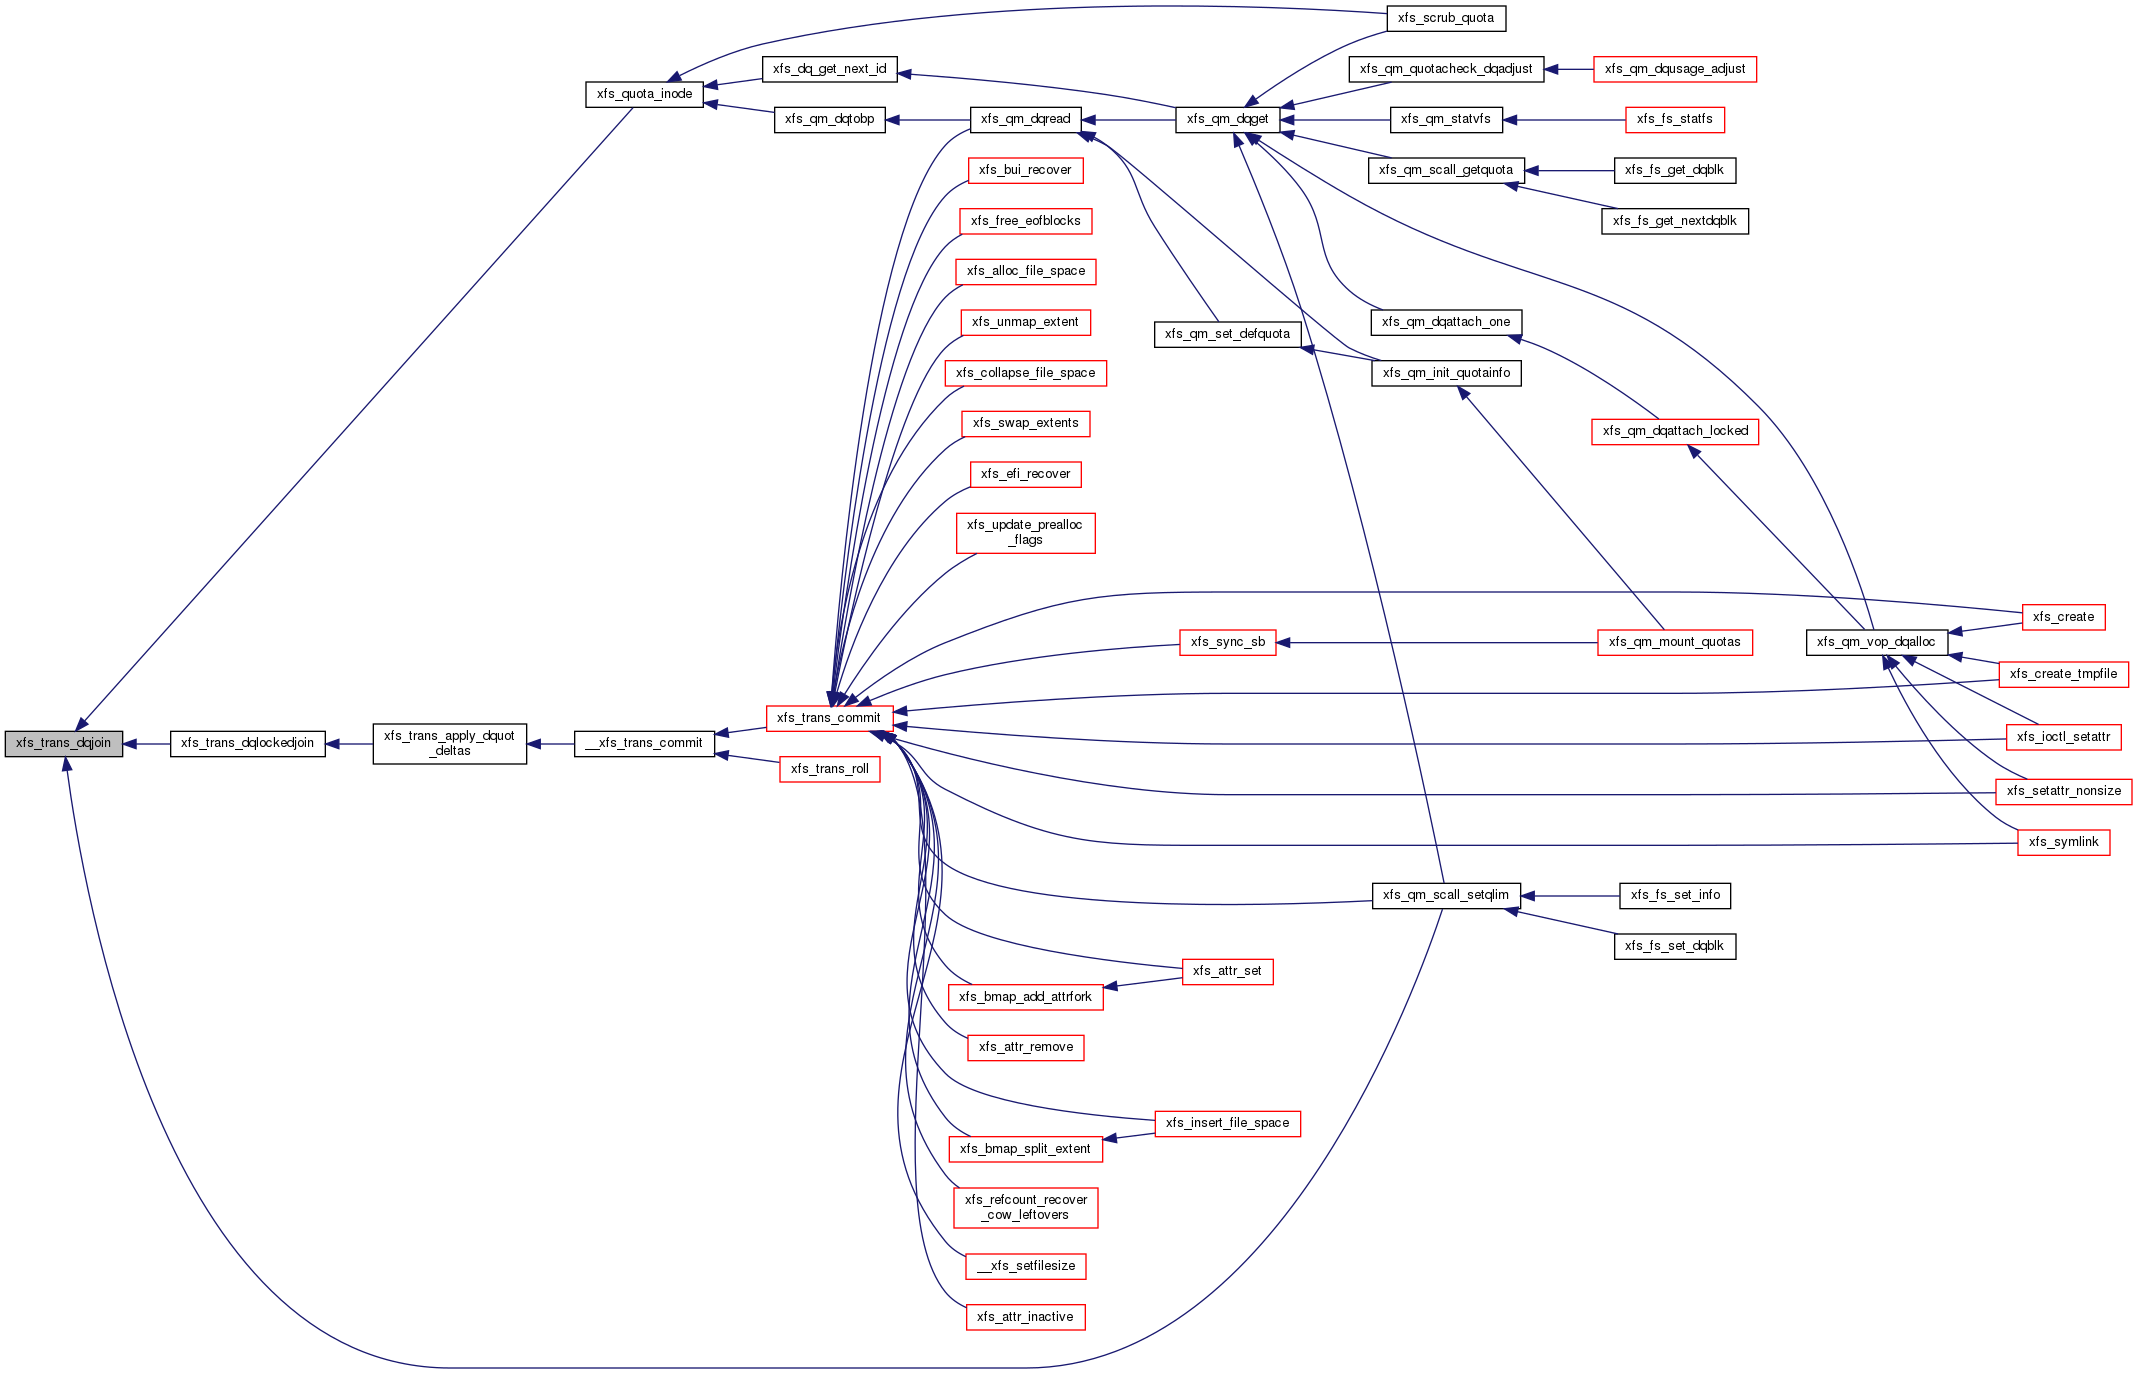 xfs_scrub_quota
xfs_dq_get_next_id
xfs_qm_quotacheck_dqadjust
xfs_qm_dqusage_adjust
xfs_quota_inode
xfs_qm_dqtobp
xfs_qm_dqread
xfs_qm_dqget
xfs_qm_statvfs
xfs_fs_statfs
xfs_bui_recover
xfs_qm_scall_getquota
xfs_fs_get_dqblk
xfs_free_eofblocks
xfs_fs_get_nextdqblk
xfs_alloc_file_space
xfs_unmap_extent
xfs_qm_set_defquota
xfs_qm_dqattach_one
xfs_collapse_file_space
xfs_qm_init_quotainfo
xfs_swap_extents
xfs_qm_dqattach_locked
xfs_efi_recover
xfs_update_prealloc
_flags
xfs_create
xfs_sync_sb
xfs_qm_mount_quotas
xfs_qm_vop_dqalloc
xfs_create_tmpfile
xfs_trans_commit
xfs_trans_dqjoin
xfs_trans_dqlockedjoin
xfs_trans_apply_dquot
_deltas
__xfs_trans_commit
xfs_ioctl_setattr
xfs_trans_roll
xfs_setattr_nonsize
xfs_symlink
xfs_qm_scall_setqlim
xfs_fs_set_info
xfs_fs_set_dqblk
xfs_attr_set
xfs_bmap_add_attrfork
xfs_attr_remove
xfs_insert_file_space
xfs_bmap_split_extent
xfs_refcount_recover
_cow_leftovers
__xfs_setfilesize
xfs_attr_inactive